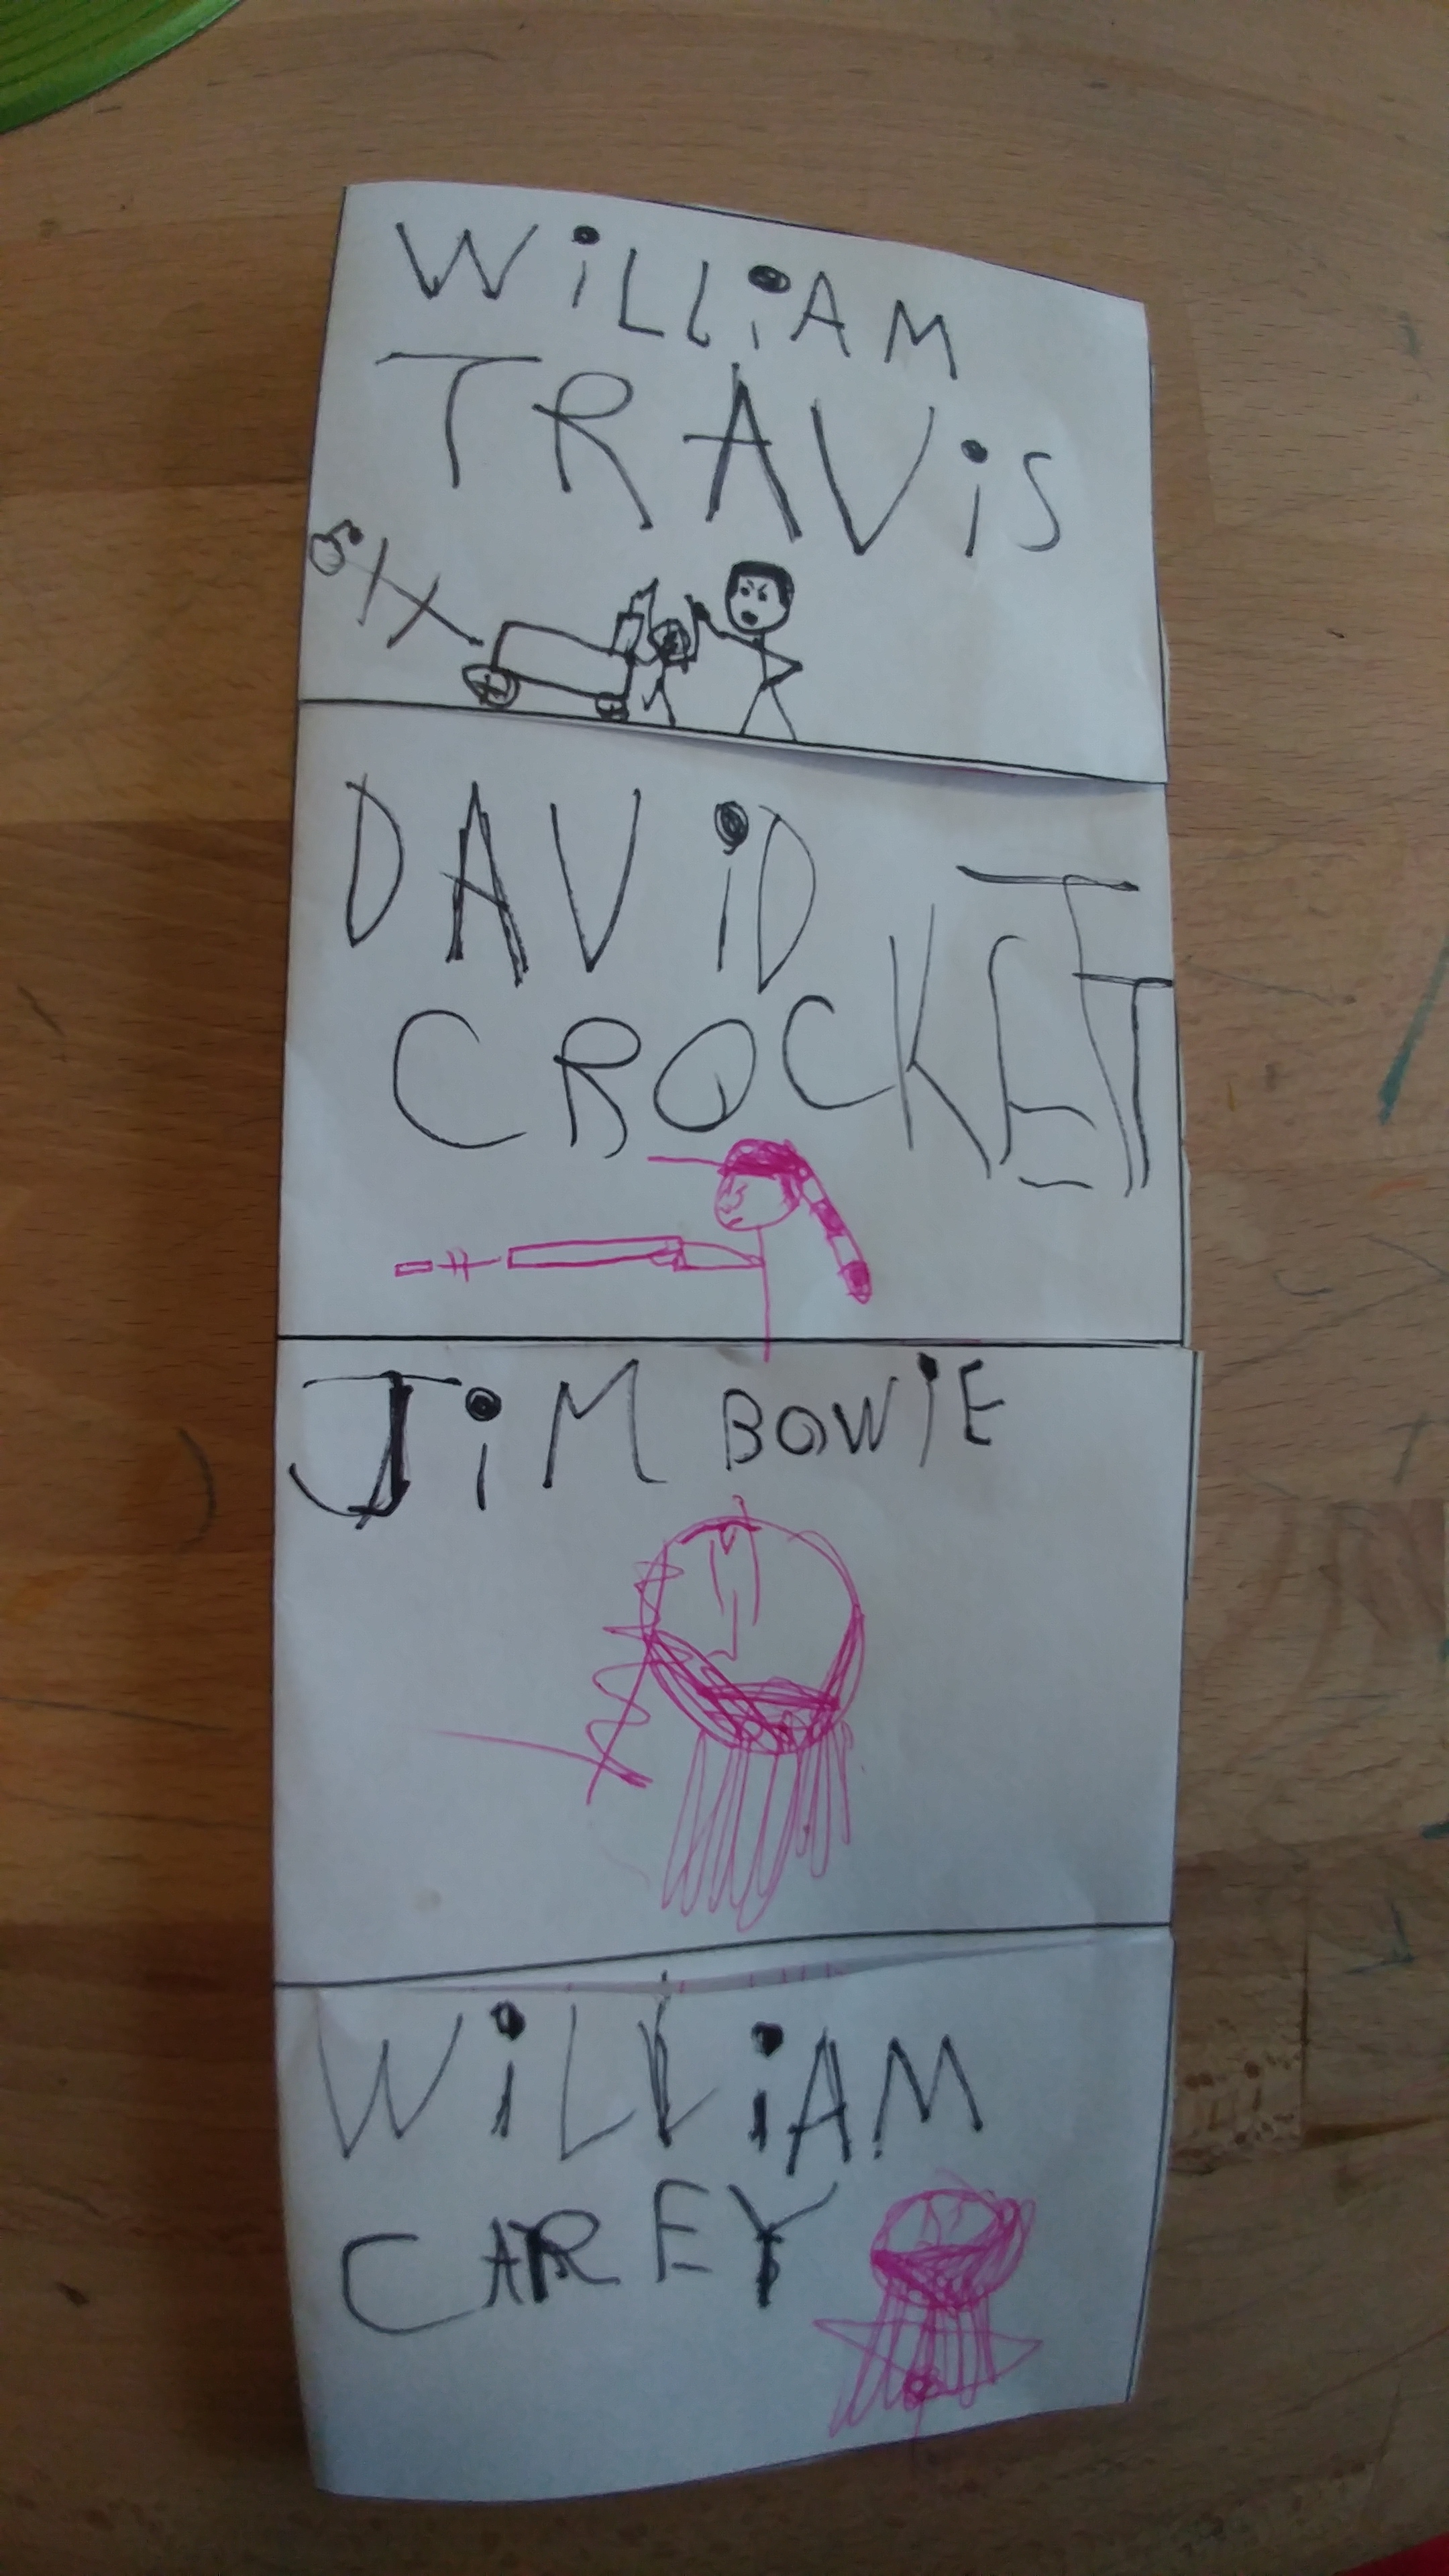 WiLLiAM
TRAViS
DAViD
CROCKETT
JiM BOWiE
WiLLiAM
CAREY